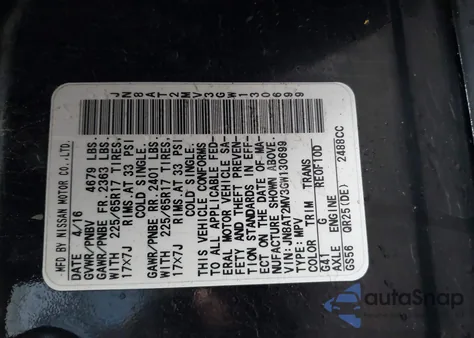 MFD BY NISSAN MOTOR CO.,LTD.
DATE 4/16
GVWR/PNBV 4679 LBS.
GAWR/PNBE FR. 2363 LBS.
WITH 225/65R17 TIRES,
17X7J RIMS,AT 33 PSI
COLD SINGLE.
GAWR/PNBE RR. 2401 LBS.
WITH 225/65R17 TIRES,
17X7J RIMS,AT 33 PSI
COLD SINGLE.
THIS VEHICLE CONFORMS
TO ALL APPLICABLE FED-
ERAL MOTOR VEHICLE SA-
FETY AND THEFT PREVEN-
TION STANDARDS IN EFF-
ECT ON THE DATE OF MA-
NUFACTURE SHOWN ABOVE.
VIN:JN8AT2MV3GW130699
TYPE:MPV
COLOR TRIM TRANS
G41 G RE0F10D
AXLE ENGINE
GS56 QR25(DE) 2488CC
JN8AT2MV3GW130699
autoSnap